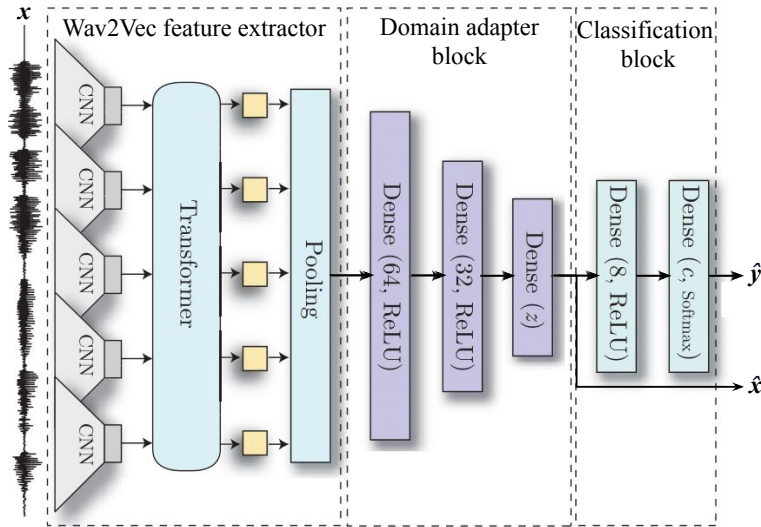 x
Wav2Vec feature extractor
Domain adapter
block
Classification
block
CNN
CNN
CNN
CNN
CNN
Transformer
Pooling
Dense (64, ReLU)
Dense (32, ReLU)
Dense (z)
Dense (8, ReLU)
Dense (c, Softmax)
ŷ
x̂